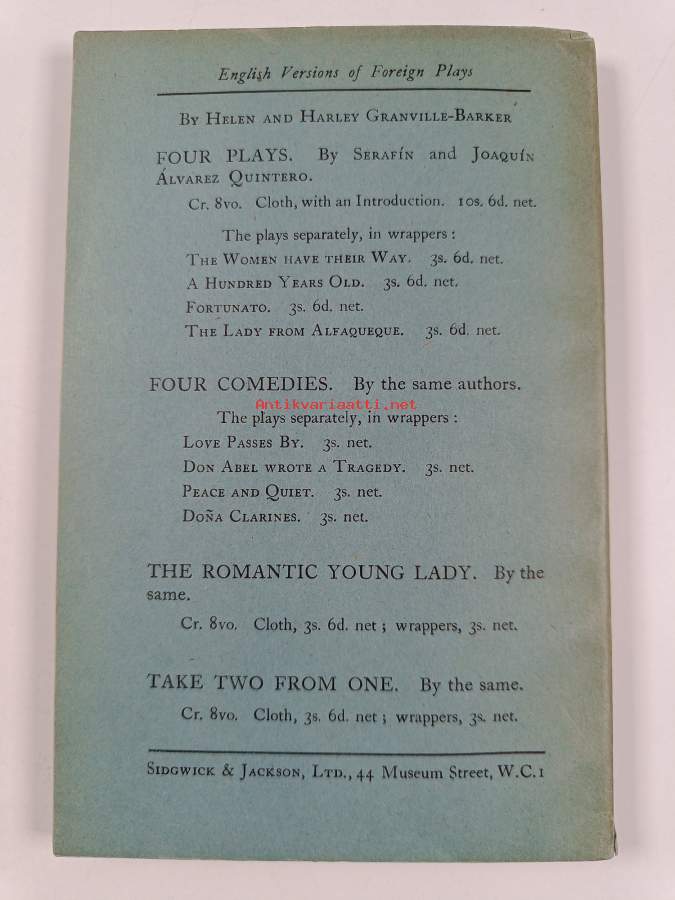 English Versions of Foreign Plays
By Helen and Harley Granville-Barker
FOUR PLAYS. By Serafín and Joaquín
Álvarez Quintero.
Cr. 8vo. Cloth, with an Introduction. 10s. 6d. net.
The plays separately, in wrappers :
The Women have their Way. 3s. 6d. net.
A Hundred Years Old. 3s. 6d. net.
Fortunato. 3s. 6d. net.
The Lady from Alfaqueque. 3s. 6d. net.
FOUR COMEDIES. By the same authors.
Antikvariaatti.net
The plays separately, in wrappers :
Love Passes By. 3s. net.
Don Abel wrote a Tragedy. 3s. net.
Peace and Quiet. 3s. net.
Doña Clarines. 3s. net.
THE ROMANTIC YOUNG LADY. By the
same.
Cr. 8vo. Cloth, 3s. 6d. net ; wrappers, 3s. net.
TAKE TWO FROM ONE. By the same.
Cr. 8vo. Cloth, 3s. 6d. net ; wrappers, 3s. net.
Sidgwick & Jackson, Ltd., 44 Museum Street, W.C.1